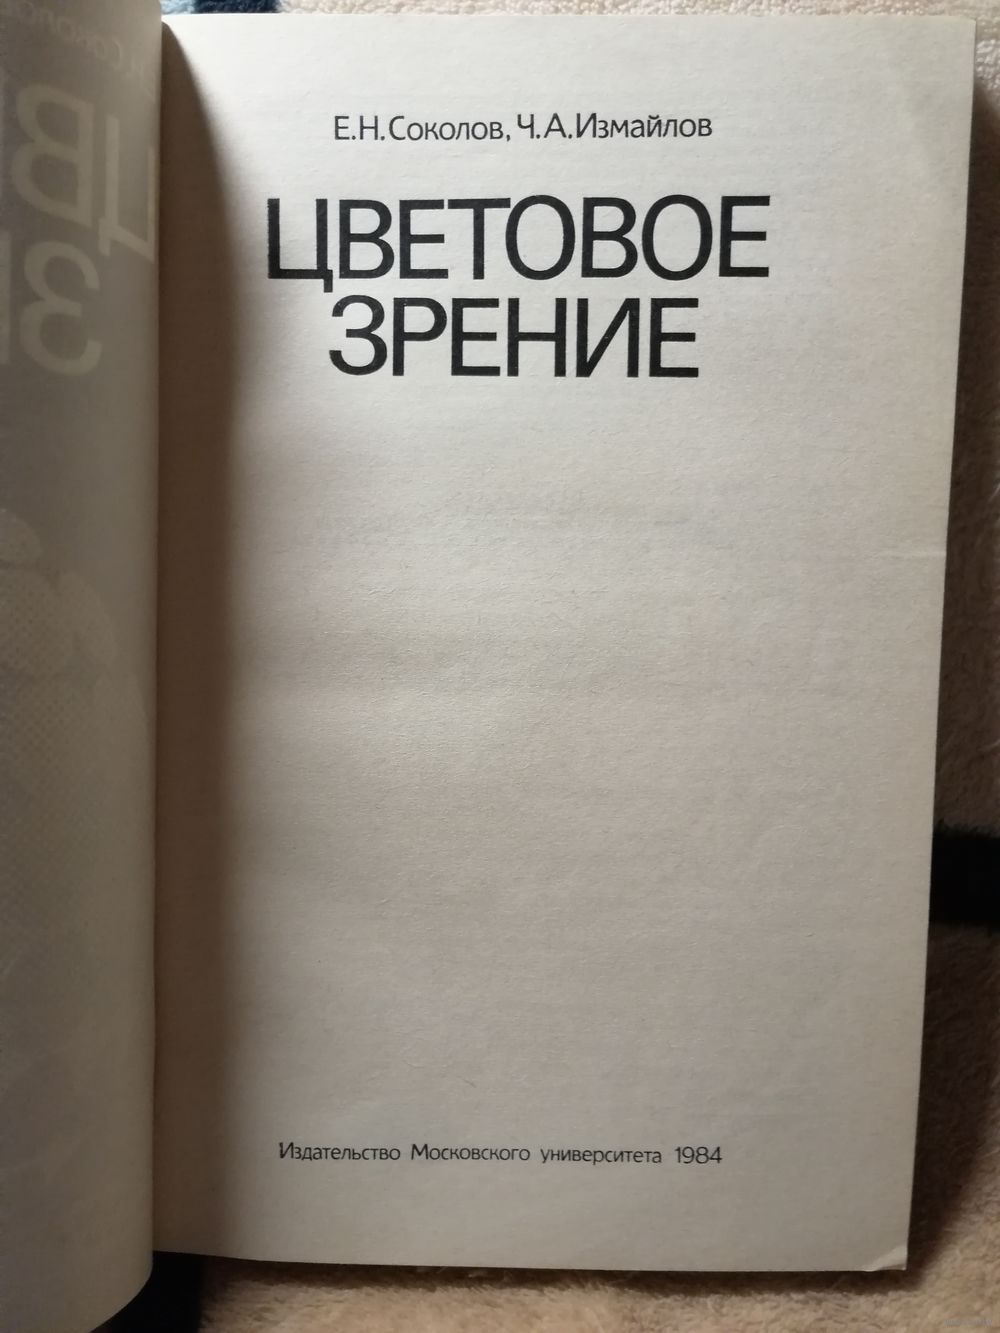 Е.Н.Соколов, Ч.А.Измайлов
ЦВЕТОВОЕ
ЗРЕНИЕ
Издательство Московского университета 1984